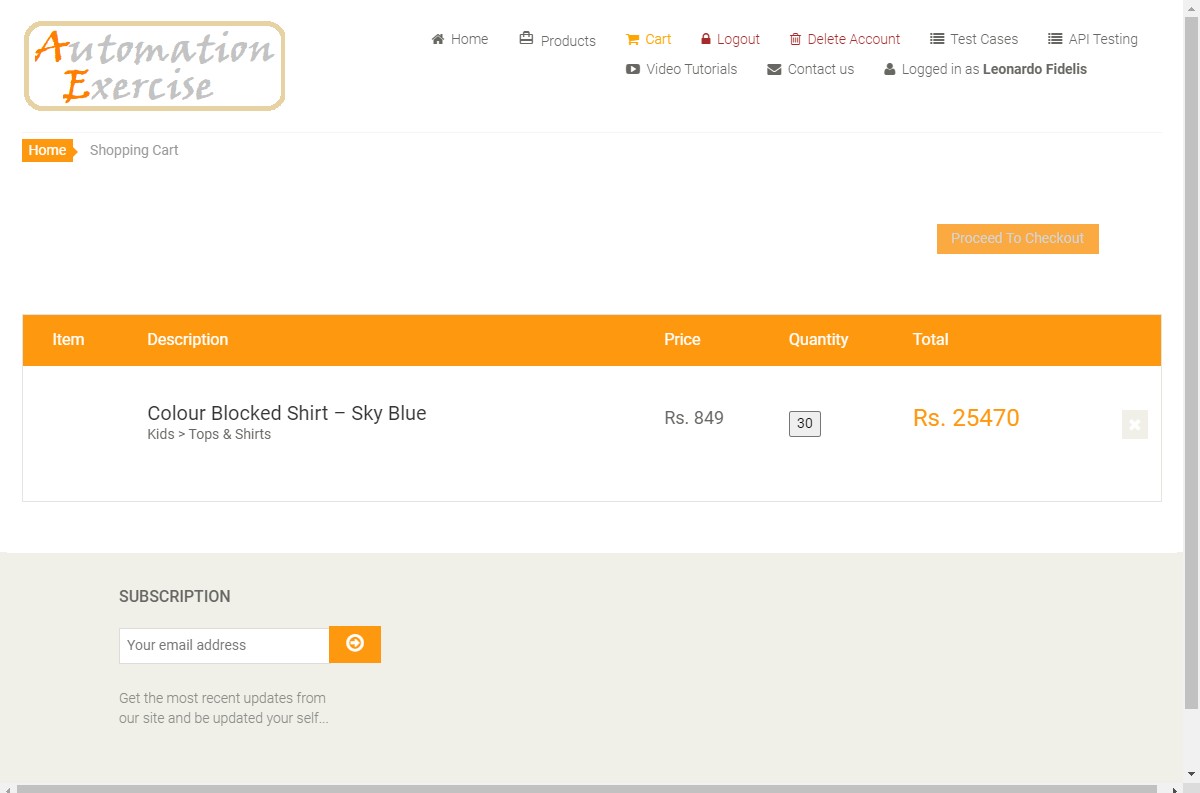 Automation
Exercise
Home
Products
Cart
Logout
Delete Account
Test Cases
API Testing
Video Tutorials
Contact us
Logged in as Leonardo Fidelis
Home
Shopping Cart
Proceed To Checkout
Item Description Price Quantity Total
Colour Blocked Shirt – Sky Blue
Kids > Tops & Shirts
Rs. 849
30
Rs. 25470
SUBSCRIPTION
Your email address
Get the most recent updates from
our site and be updated your self...